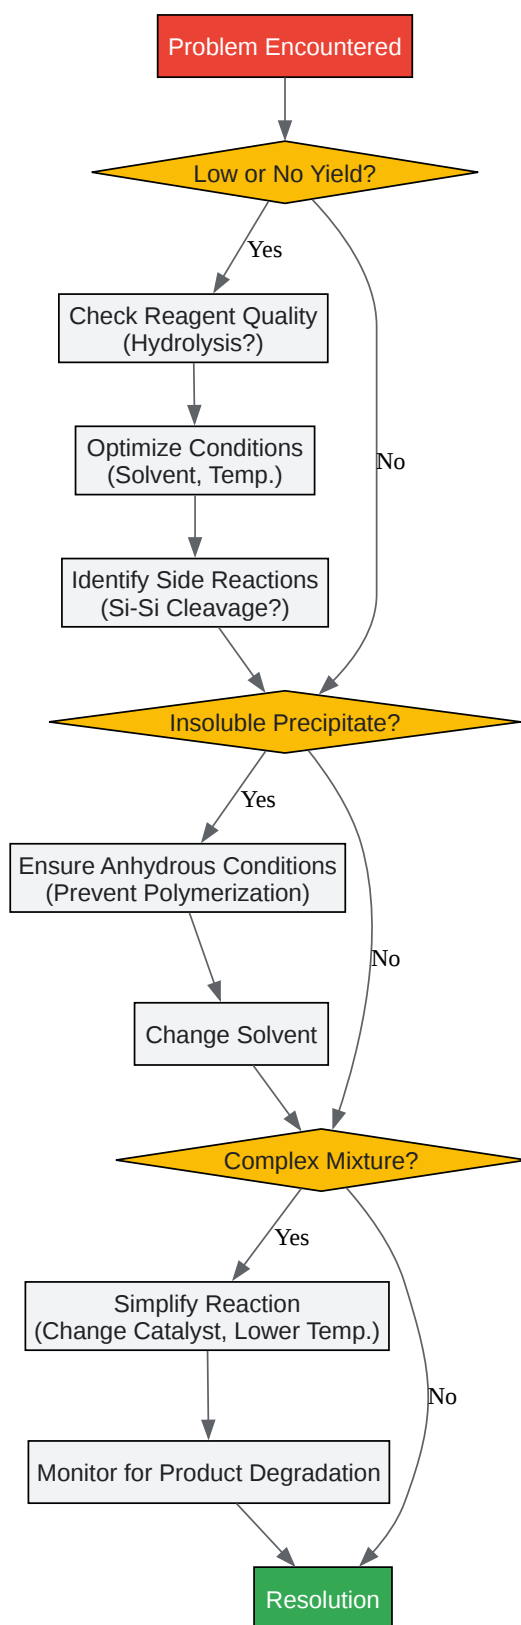 Problem Encountered
Low or No Yield?
Yes
Check Reagent Quality
(Hydrolysis?)
Optimize Conditions
(Solvent, Temp.)
No
Identify Side Reactions
(Si-Si Cleavage?)
Insoluble Precipitate?
Yes
Ensure Anhydrous Conditions
(Prevent Polymerization)
No
Change Solvent
Complex Mixture?
Yes
Simplify Reaction
(Change Catalyst, Lower Temp.)
No
Monitor for Product Degradation
Resolution